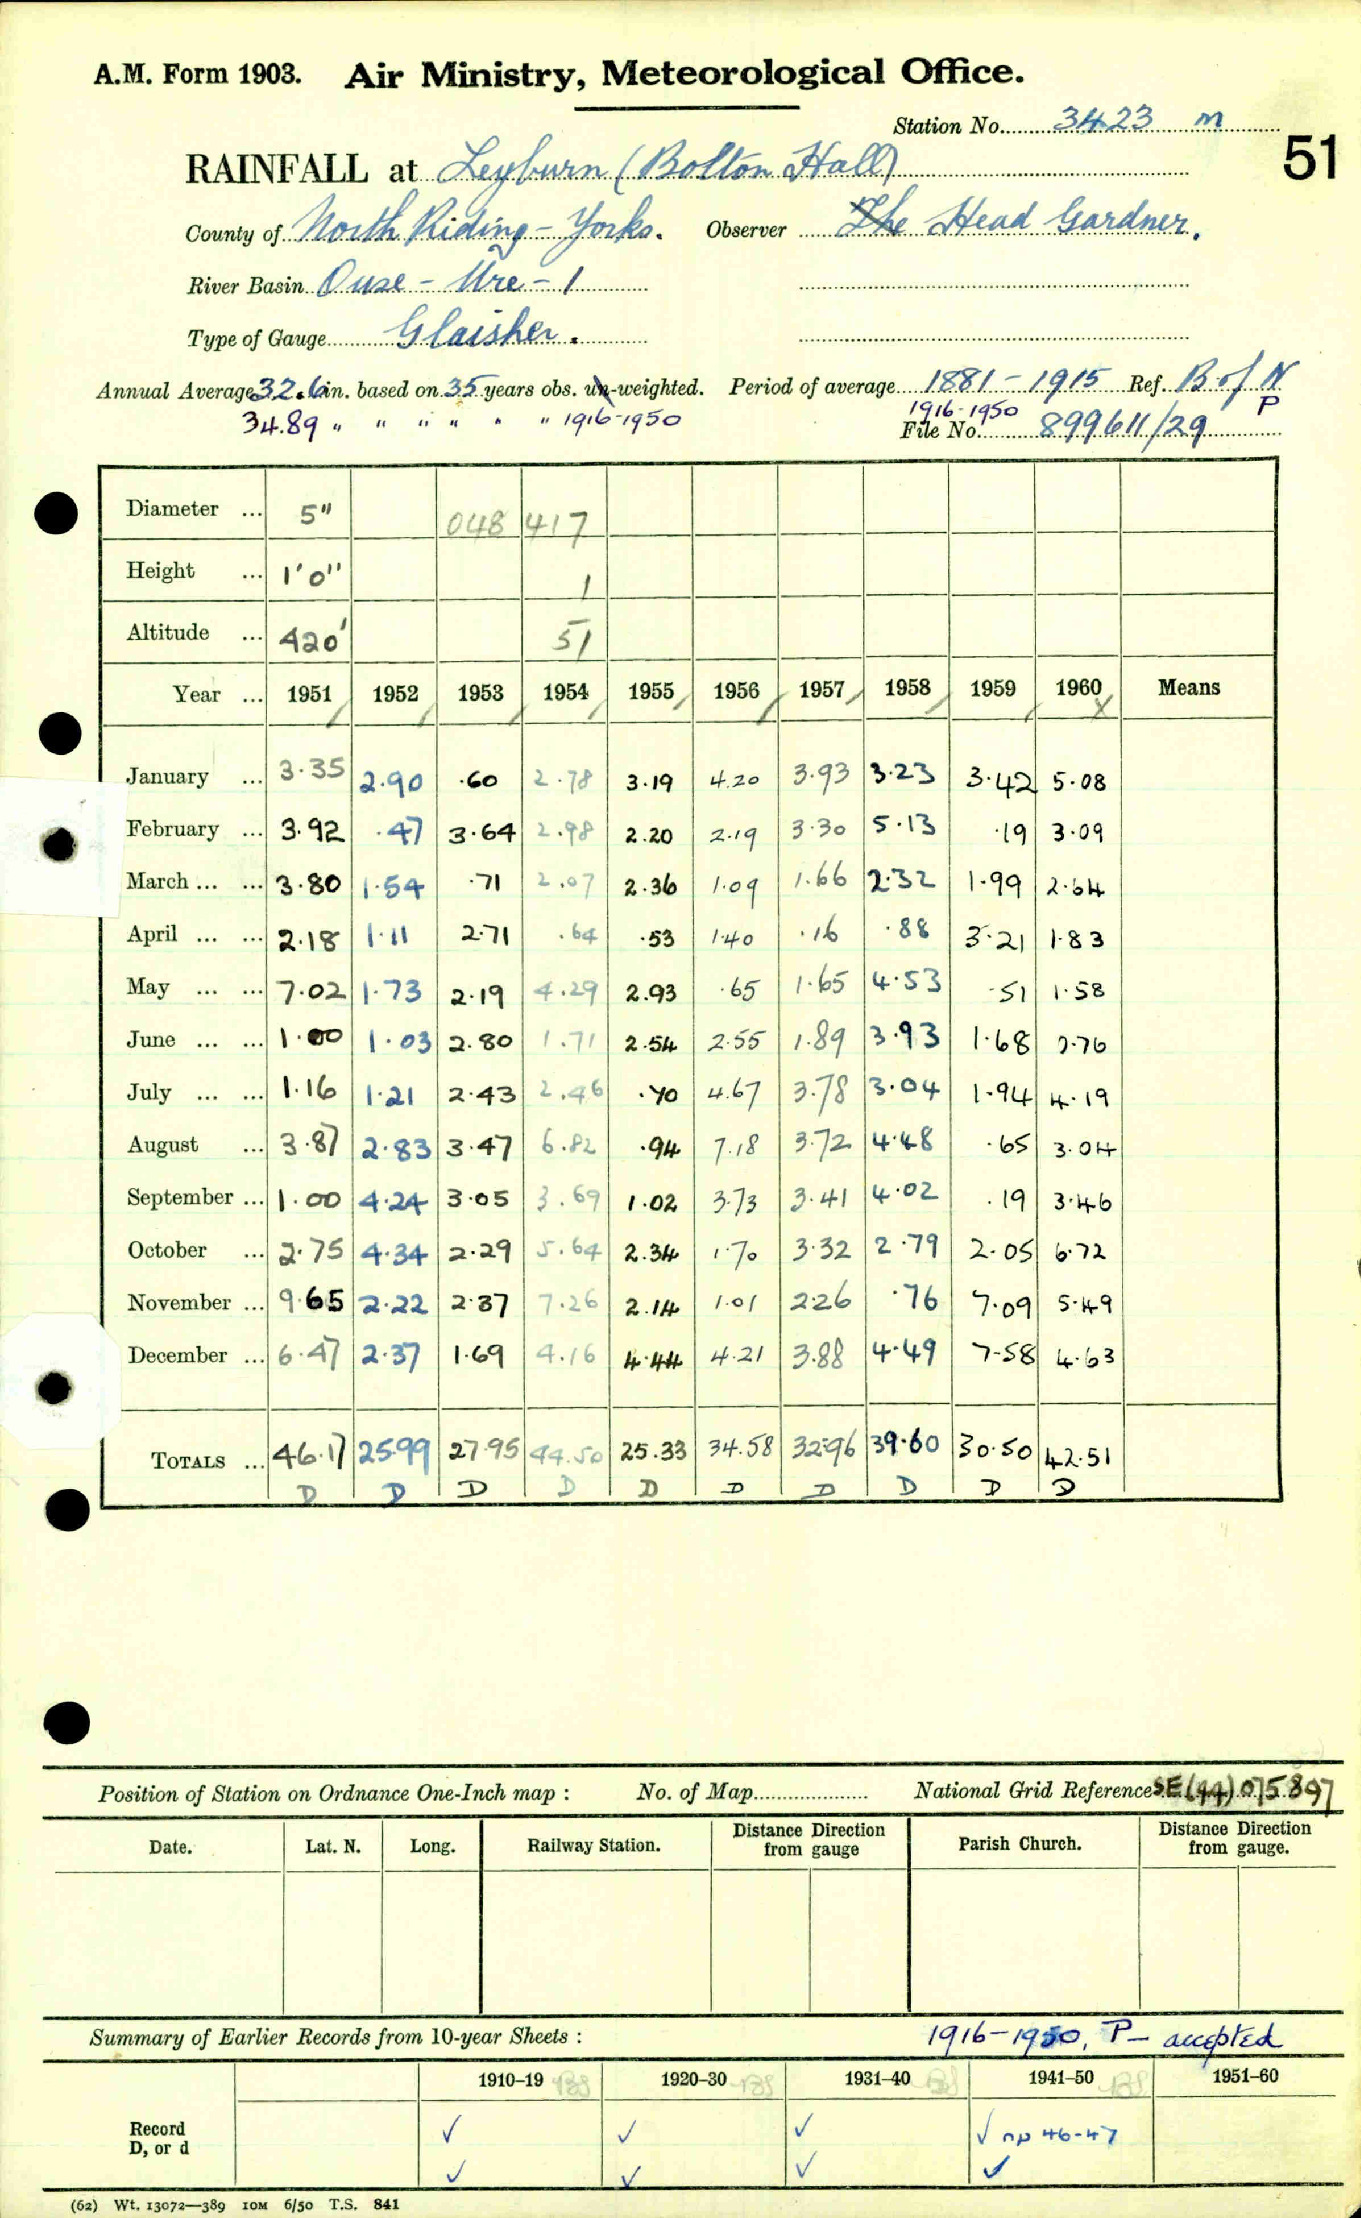 A.M. Form 1903. Air Ministry, Meteorological Office.
Station No. 3423 m
51
RAINFALL at Leyburn (Bolton Hall)
County of North Riding - Yorks. Observer The Head Gardner.
River Basin Ouse - Ure - 1
Type of Gauge Glaisher.
Annual Average 32.6 in. based on 35 years obs. un-weighted. Period of average 1881 - 1915 Ref. B of N
34.89 " " " " " " 1916-1950 1916-1950 P
File No. 899611/29
Diameter ... 5" 048 417
Height ... 1'0" 1
Altitude ... 420' 51
Year ... 1951 1952 1953 1954 1955 1956 1957 1958 1959 1960 Means
January ... 3.35 2.90 .60 2.78 3.19 4.20 3.93 3.23 3.42 5.08
February ... 3.92 .47 3.64 2.98 2.20 2.19 3.30 5.13 .19 3.09
March ... ... 3.80 1.54 .71 2.07 2.36 1.09 1.66 2.32 1.99 2.64
April ... ... 2.18 1.11 2.71 .64 .53 1.40 .16 .88 3.21 1.83
May ... ... 7.02 1.73 2.19 4.29 2.93 .65 1.65 4.53 .51 1.58
June ... ... 1.00 1.03 2.80 1.71 2.54 2.55 1.89 3.93 1.68 0.76
July ... ... 1.16 1.21 2.43 2.46 .70 4.67 3.78 3.04 1.94 4.19
August ... 3.87 2.83 3.47 6.82 .94 7.18 3.72 4.48 .65 3.04
September ... 1.00 4.24 3.05 3.69 1.02 3.73 3.41 4.02 .19 3.46
October ... 2.75 4.34 2.29 5.64 2.34 1.70 3.32 2.79 2.05 6.72
November ... 9.65 2.22 2.37 7.26 2.14 1.01 2.26 .76 7.09 5.49
December ... 6.47 2.37 1.69 4.16 4.44 4.21 3.88 4.49 7.58 4.63
TOTALS ... 46.17 25.99 27.95 44.50 25.33 34.58 32.96 39.60 30.50 42.51
D D D D D D D D D D
Position of Station on Ordnance One-Inch map : No. of Map National Grid Reference SE(44)075897
Date. Lat. N. Long. Railway Station. Distance Direction from gauge Parish Church. Distance Direction from gauge.
Summary of Earlier Records from 10-year Sheets : 1916-1950, P - accepted
1910-19 BS 1920-30 BS 1931-40 BS 1941-50 BS 1951-60
Record ✓ ✓ ✓ ✓ np 46-47
D, or d ✓ ✓ ✓ ✓
(62) Wt. 13072—389 10M 6/50 T.S. 841